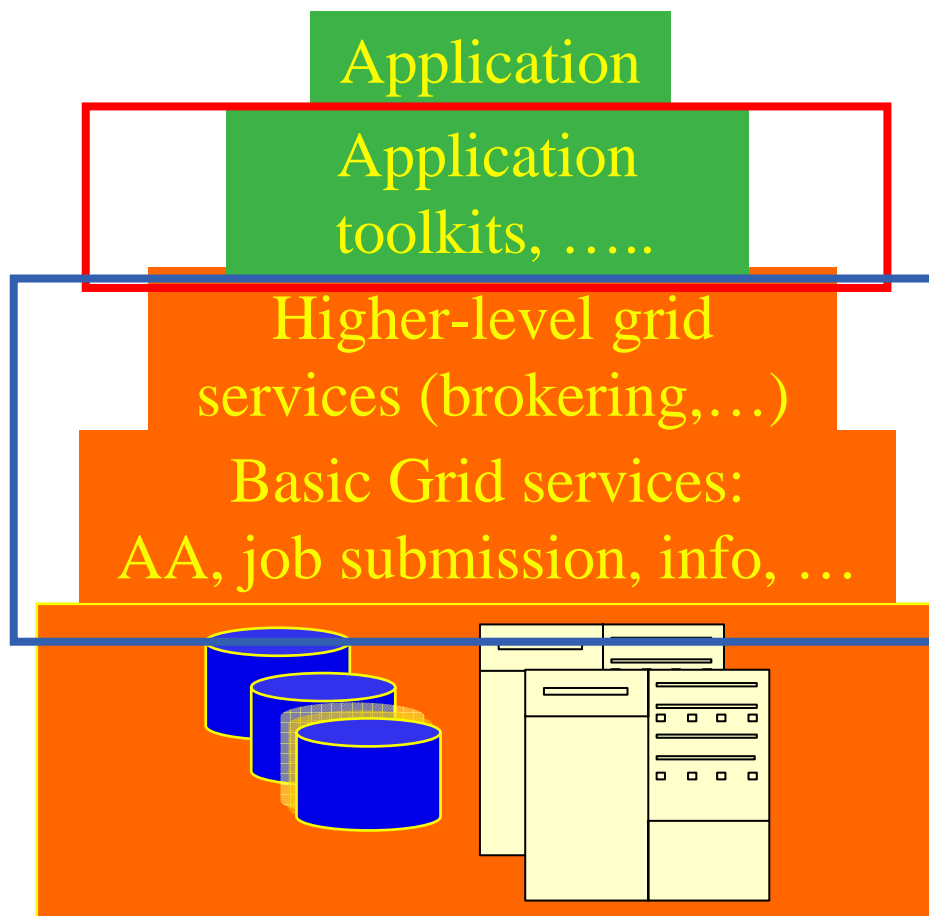 Application
Application
toolkits, …..
Higher-level grid
services (brokering,…)
Basic Grid services:
AA, job submission, info, …